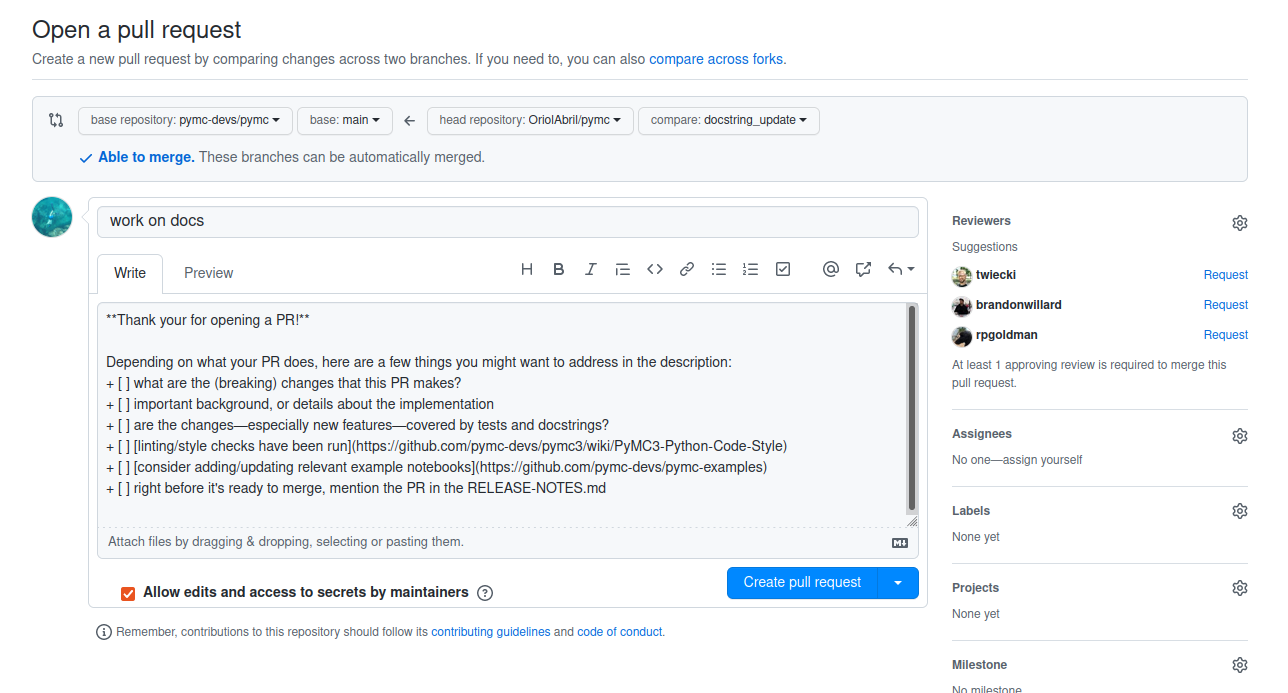 Open a pull request
Create a new pull request by comparing changes across two branches. If you need to, you can also compare across forks.
base repository: pymc-devs/pymc base: main head repository: OriolAbril/pymc compare: docstring_update
Able to merge. These branches can be automatically merged.
work on docs
Write Preview
**Thank your for opening a PR!**
Depending on what your PR does, here are a few things you might want to address in the description:
+ [ ] what are the (breaking) changes that this PR makes?
+ [ ] important background, or details about the implementation
+ [ ] are the changes—especially new features—covered by tests and docstrings?
+ [ ] [linting/style checks have been run](https://github.com/pymc-devs/pymc3/wiki/PyMC3-Python-Code-Style)
+ [ ] [consider adding/updating relevant example notebooks](https://github.com/pymc-devs/pymc-examples)
+ [ ] right before it's ready to merge, mention the PR in the RELEASE-NOTES.md
Attach files by dragging & dropping, selecting or pasting them.
Allow edits and access to secrets by maintainers
Create pull request
Remember, contributions to this repository should follow its contributing guidelines and code of conduct.
Reviewers
Suggestions
twiecki Request
brandonwillard Request
rpgoldman Request
At least 1 approving review is required to merge this
pull request.
Assignees
No one—assign yourself
Labels
None yet
Projects
None yet
Milestone
No milestone